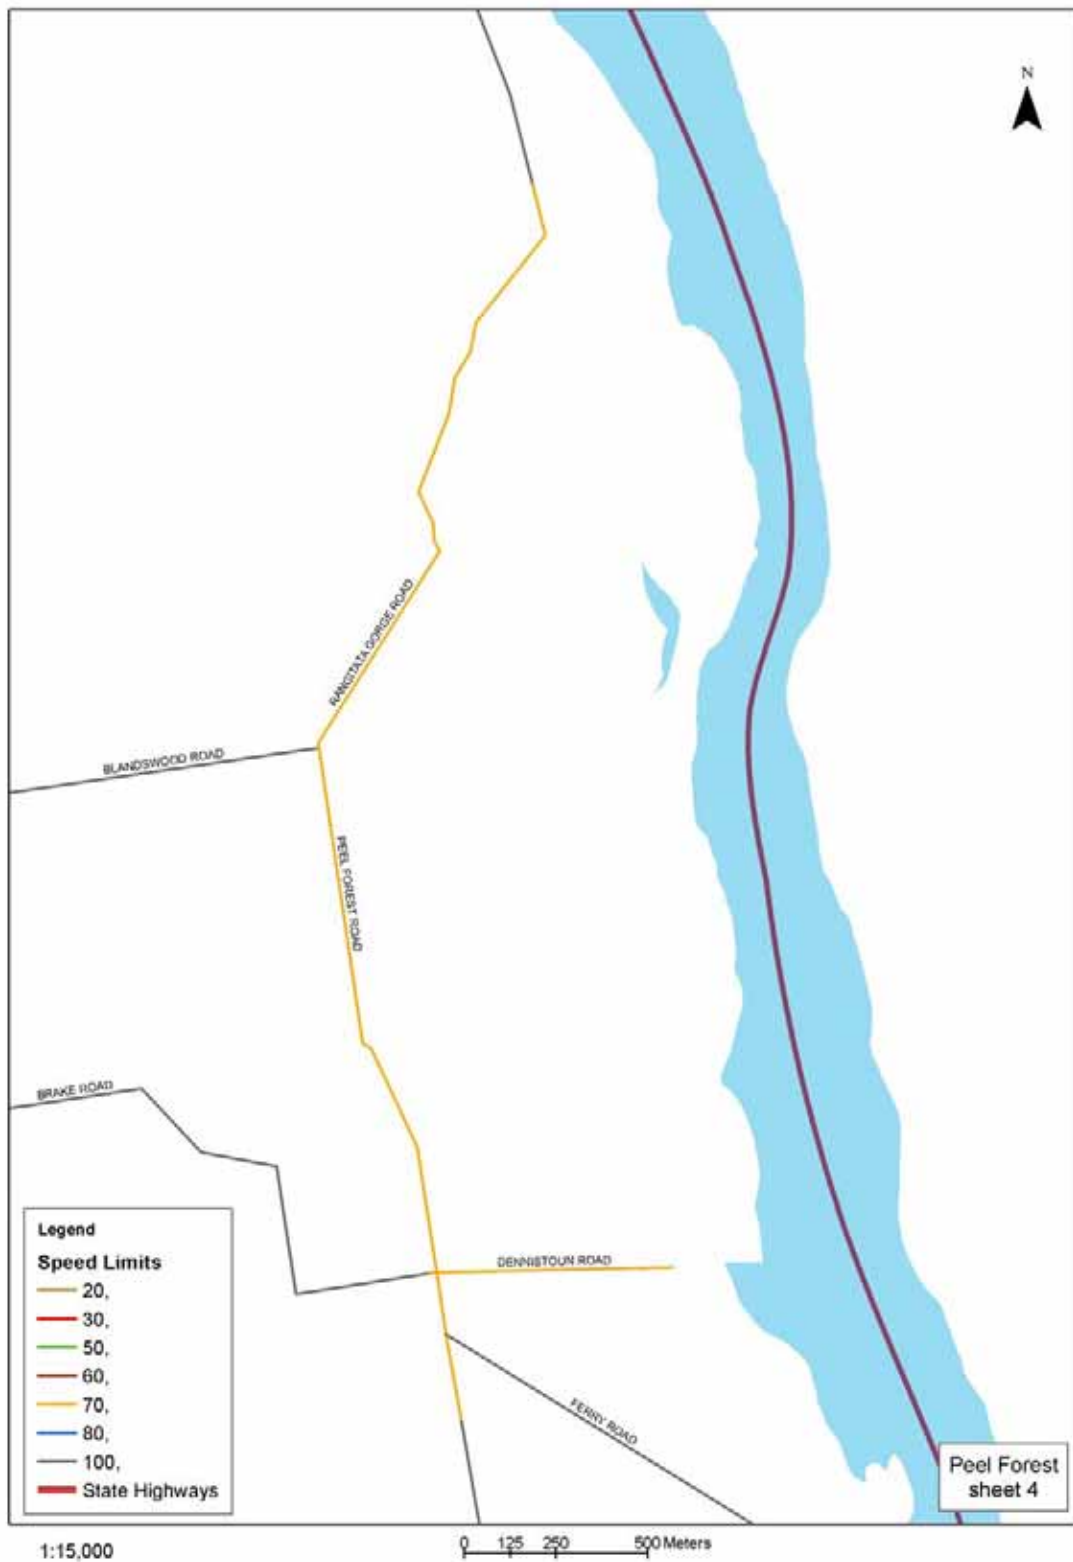 N
RANGITATA GORGE ROAD
BLANDSWOOD ROAD
PEEL FOREST ROAD
BRAKE ROAD
DENNISTOUN ROAD
FERRY ROAD
Legend
Speed Limits
20,
30,
50,
60,
70,
80,
100,
State Highways
Peel Forest
sheet 4
1:15,000
0 125 250 500 Meters